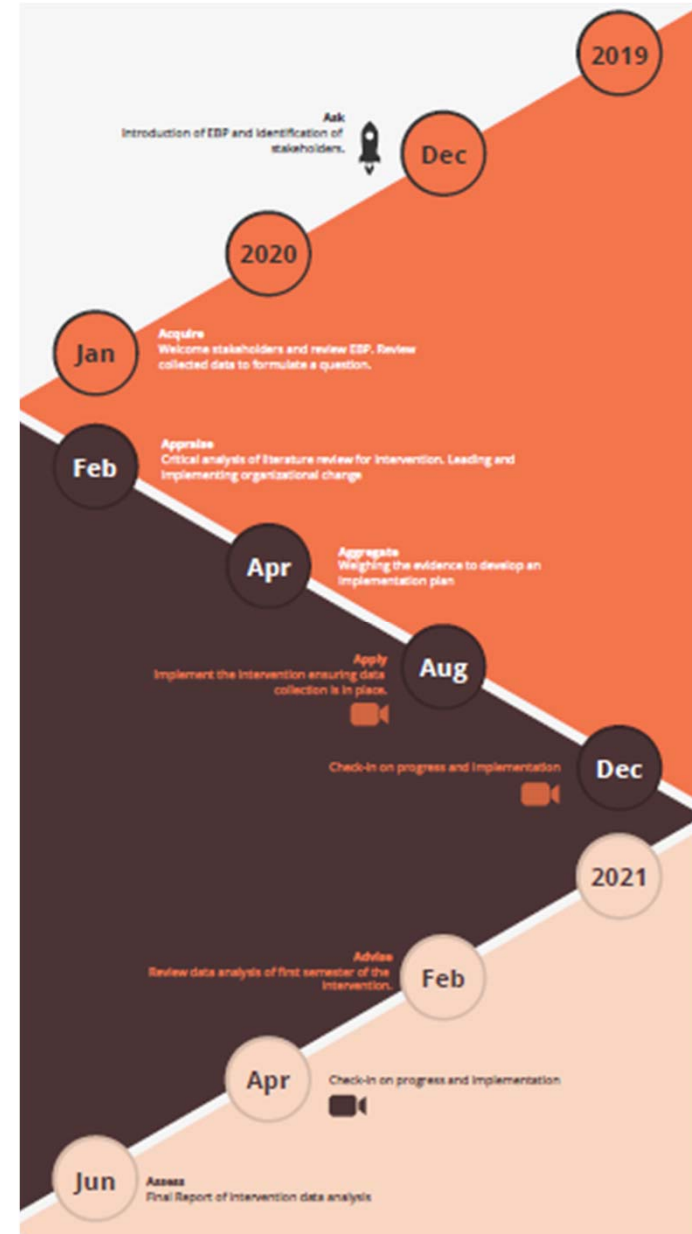 2019
Ask
Introduction of EBP and identification of
stakeholders.
Dec
2020
Jan
Acquire
Welcome stakeholders and review EBP. Review
collected data to formulate a question.
Feb
Appraise
Critical analysis of literature review for intervention. Leading and
implementing organizational change
Apr
Aggregate
Weighing the evidence to develop an
implementation plan
Aug
Apply
Implement the intervention ensuring data
collection is in place.
Dec
Check-in on progress and implementation
2021
Feb
Advise
Review data analysis of first semester of the
intervention.
Apr
Check-in on progress and implementation
Jun
Assess
Final Report of intervention data analysis